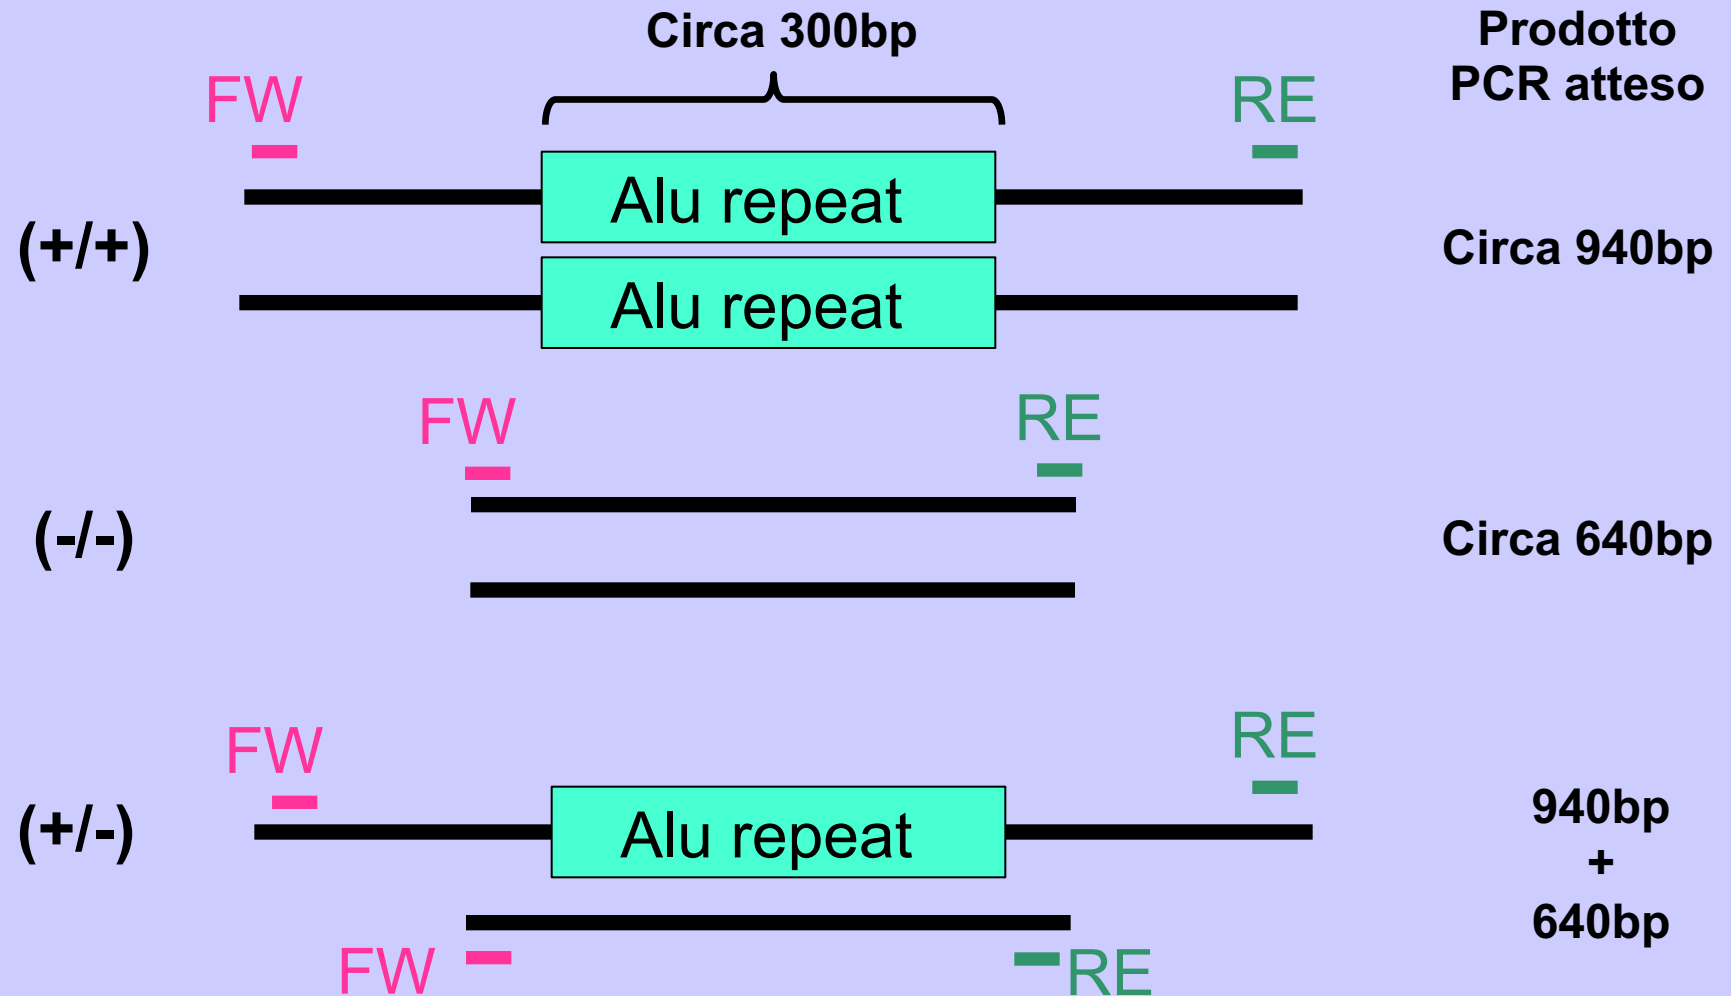 Circa 300bp
Prodotto
PCR atteso
FW
RE
Alu repeat
(+/+)
Circa 940bp
Alu repeat
FW
RE
(-/-)
Circa 640bp
FW
RE
(+/-)
Alu repeat
940bp
+
640bp
FW
RE